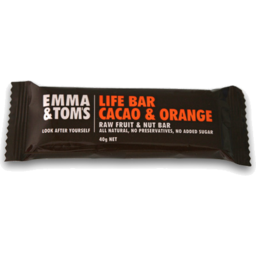 EMMA
&TOM'S
LOOK AFTER YOURSELF
LIFE BAR
CACAO & ORANGE
RAW FRUIT & NUT BAR
ALL NATURAL, NO PRESERVATIVES, NO ADDED SUGAR
40g NET